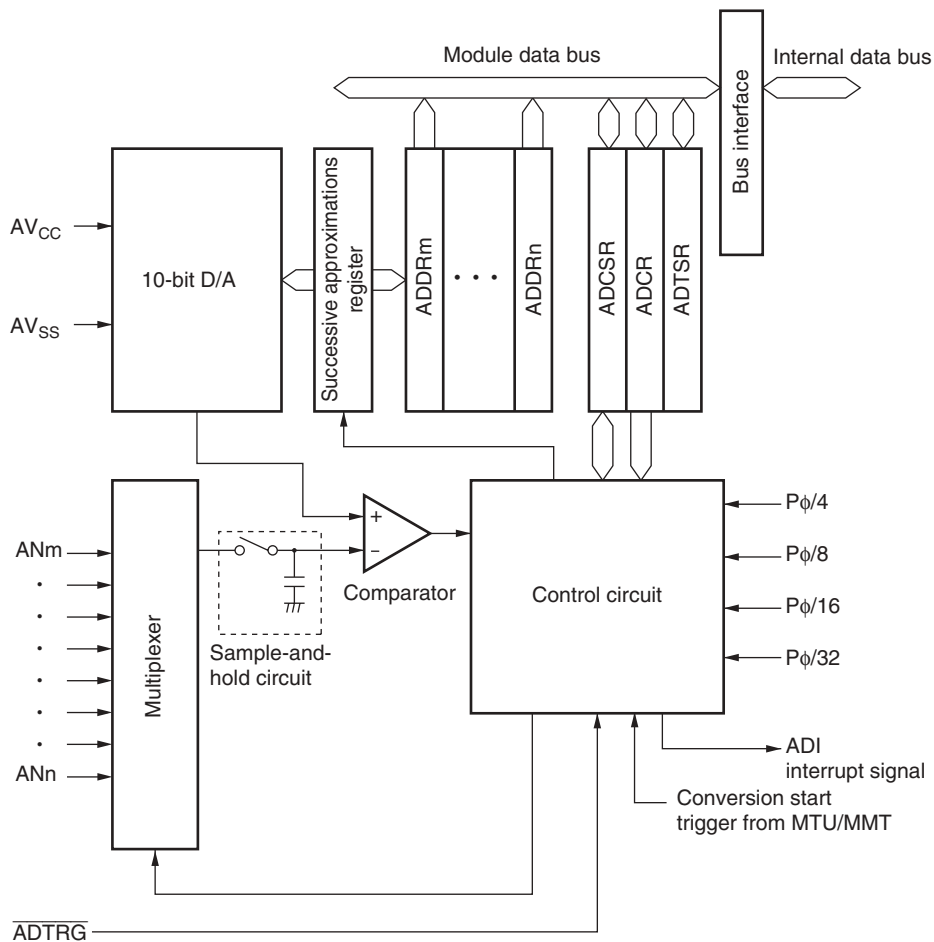 Module data bus
Internal data bus
Bus interface
AVCC
AVSS
10-bit D/A
Successive approximations
register
ADDRm
• • •
ADDRn
ADCSR
ADCR
ADTSR
ANm
•
•
•
•
•
•
ANn
Multiplexer
Sample-and-
hold circuit
+
−
Comparator
Control circuit
Pϕ/4
Pϕ/8
Pϕ/16
Pϕ/32
ADI
interrupt signal
Conversion start
trigger from MTU/MMT
ADTRG